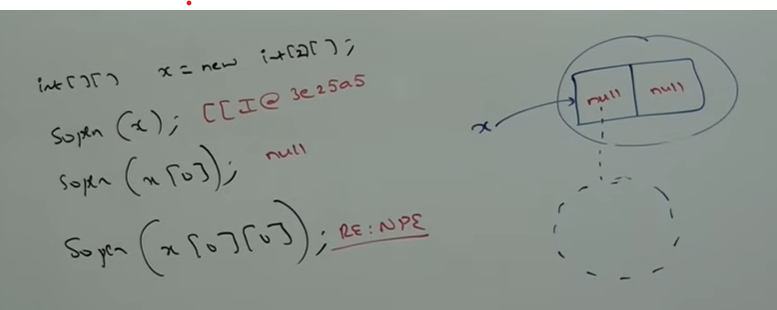 int[][] x = new int[2][];
Sopln (x); [[I@3e25a5
Sopln (x[0]); null
Sopln (x[0][0]); RE: NPE
x
null null